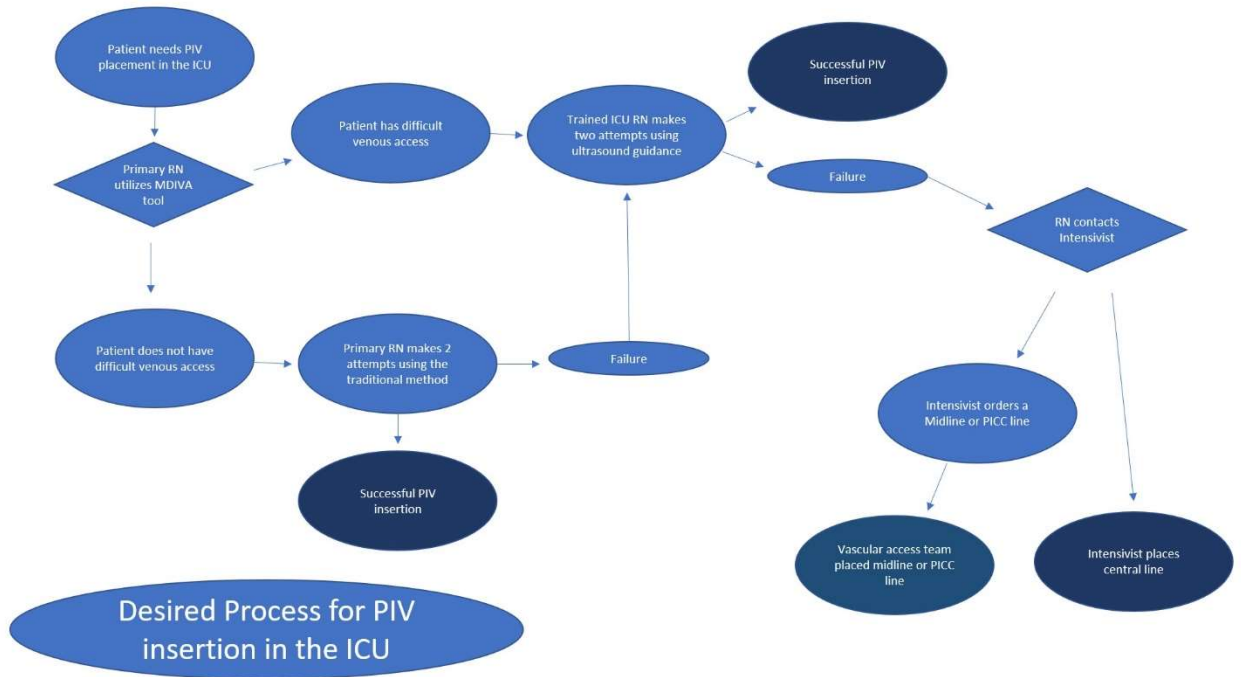 Patient needs PIV
placement in the ICU
Primary RN
utilizes MDIVA
tool
Patient has difficult
venous access
Trained ICU RN makes
two attempts using
ultrasound guidance
Successful PIV
insertion
Failure
RN contacts
Intensivist
Patient does not have
difficult venous access
Primary RN makes 2
attempts using the
traditional method
Failure
Successful PIV
insertion
Intensivist orders a
Midline or PICC line
Vascular access team
placed midline or PICC
line
Intensivist places
central line
Desired Process for PIV
insertion in the ICU